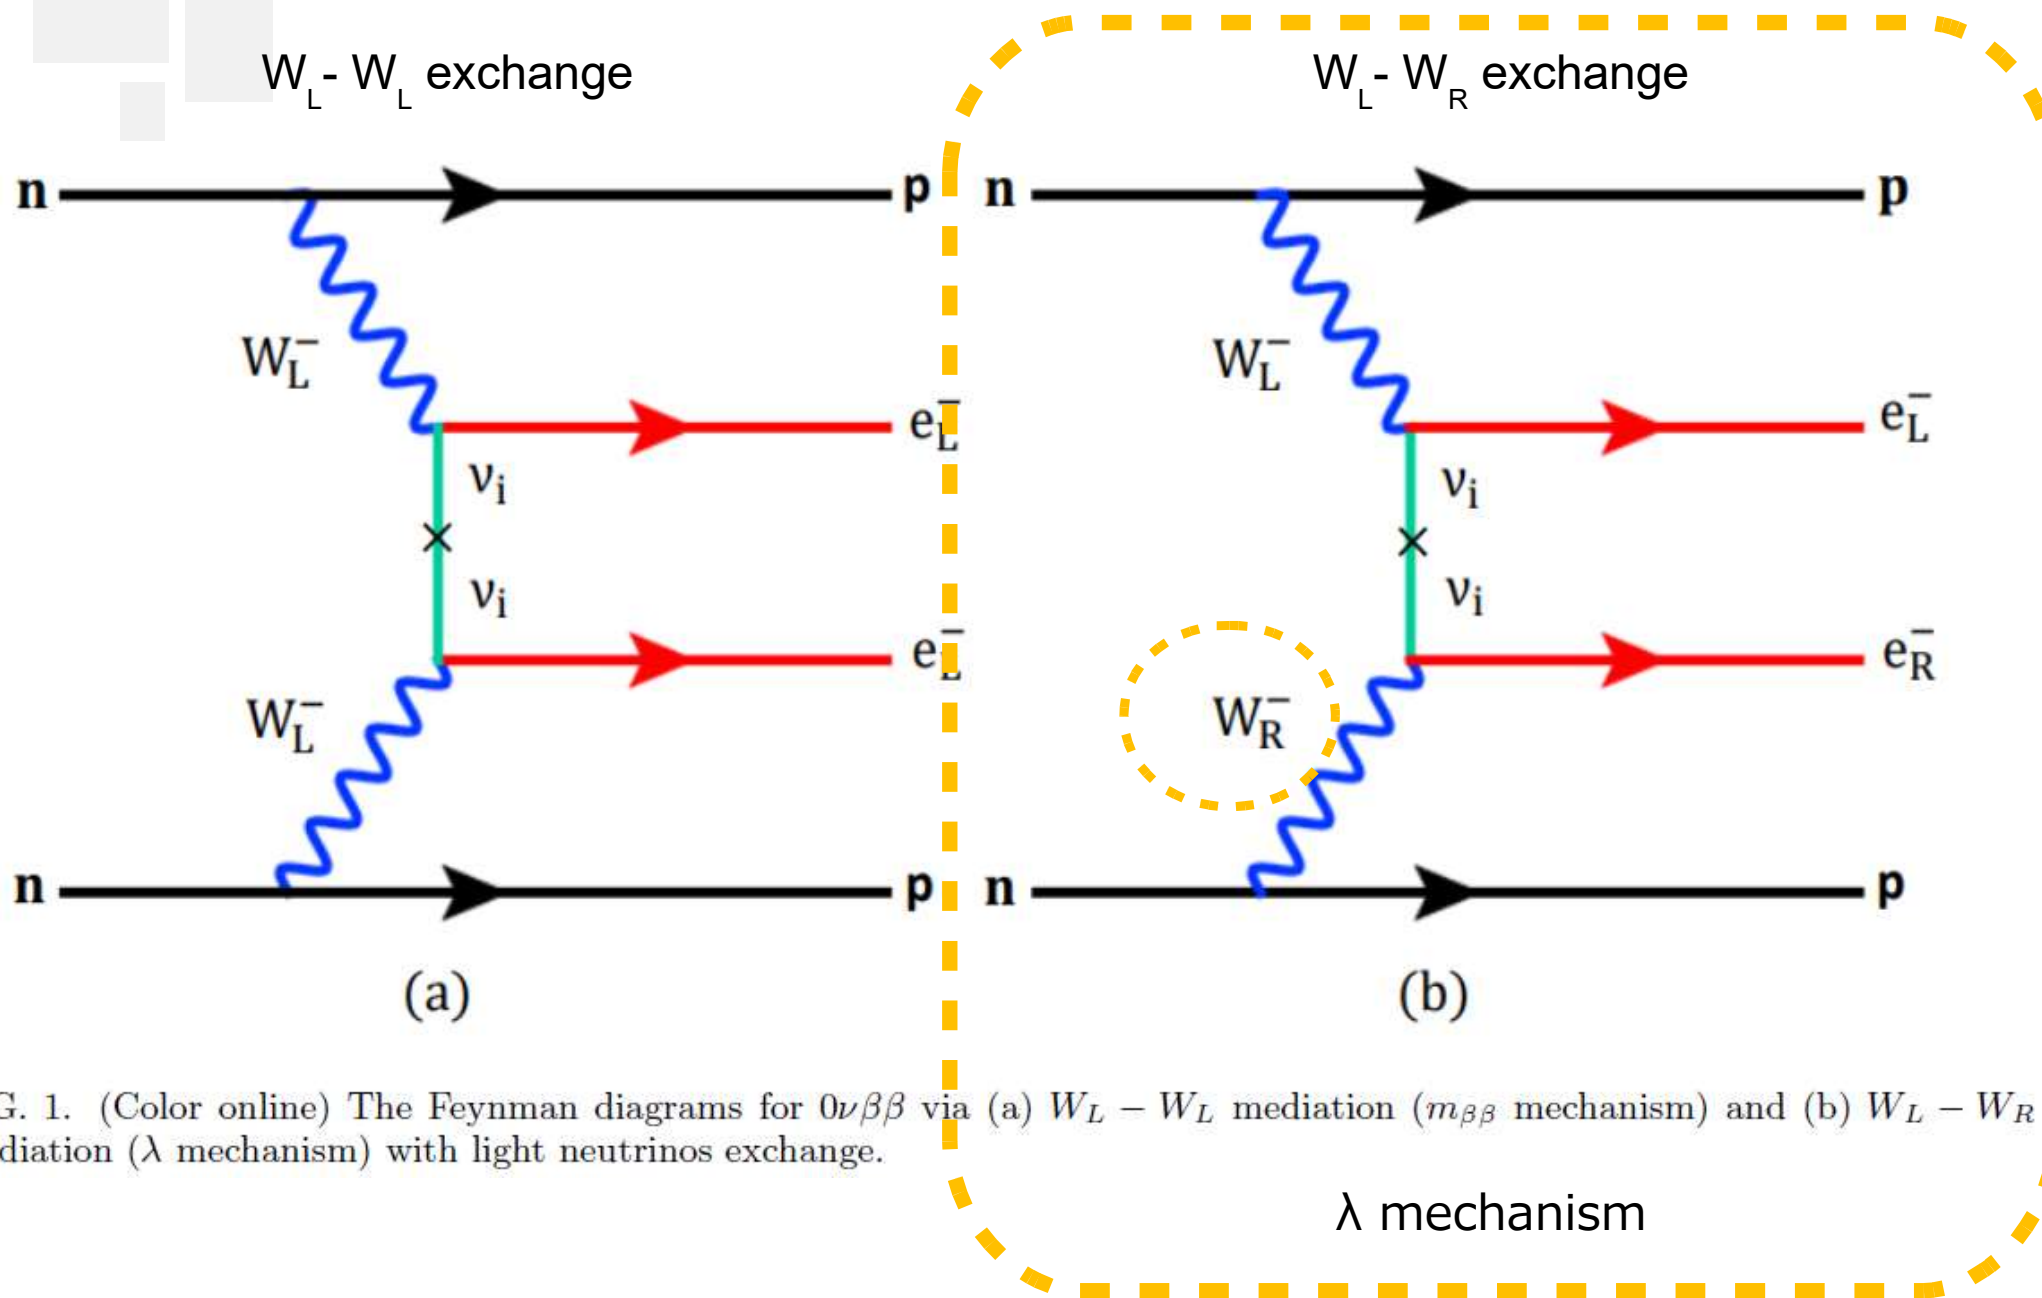 W_L - W_L exchange
W_L - W_R exchange
n p n p
W_L^- W_L^-
e_L^- e_L^-
ν_i ν_i
× ×
ν_i ν_i
e_L^- e_R^-
W_L^- W_R^-
n p n p
(a) (b)
G. 1. (Color online) The Feynman diagrams for 0νββ via (a) W_L − W_L mediation (m_ββ mechanism) and (b) W_L − W_R
diation (λ mechanism) with light neutrinos exchange.
λ mechanism